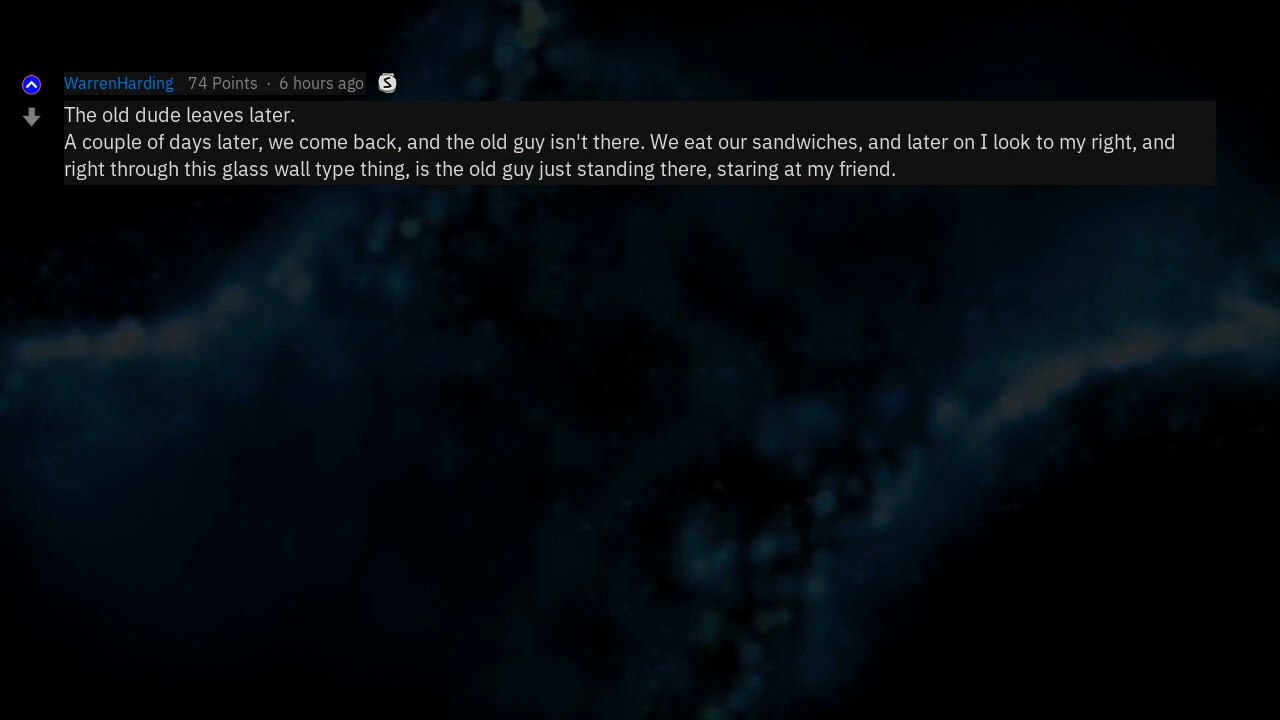 WarrenHarding 74 Points · 6 hours ago
The old dude leaves later.
A couple of days later, we come back, and the old guy isn't there. We eat our sandwiches, and later on I look to my right, and
right through this glass wall type thing, is the old guy just standing there, staring at my friend.